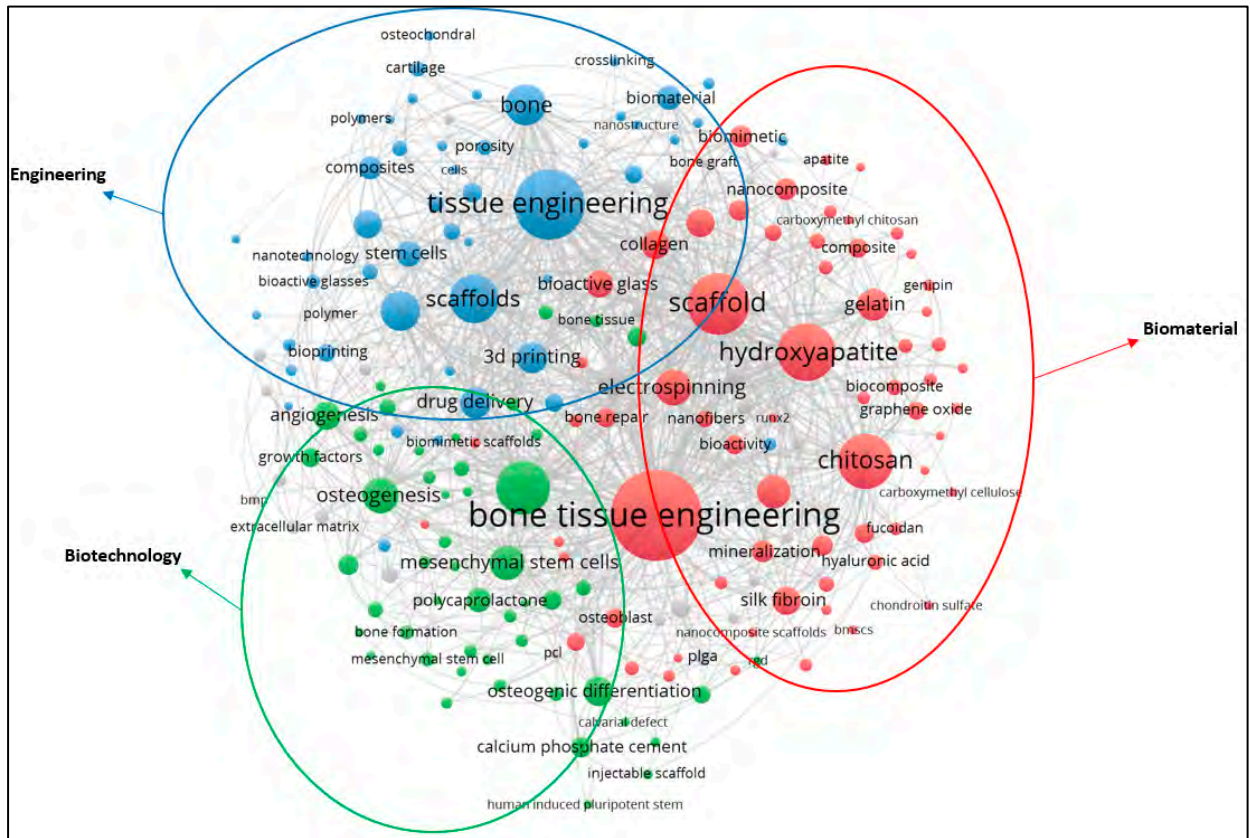 osteochondral
cartilage
crosslinking
bone
biomaterial
polymers
nanostructure
biomimetic
porosity
bone graft
apatite
composites
cells
Engineering
nanocomposite
tissue engineering
carboxymethyl chitosan
collagen
composite
stem cells
nanotechnology
bioactive glasses
bioactive glass
genipin
scaffolds
scaffold
gelatin
polymer
bone tissue
Biomaterial
bioprinting
3d printing
hydroxyapatite
electrospinning
biocomposite
drug delivery
angiogenesis
bone repair
nanofibers
runx2
graphene oxide
biomimetic scaffolds
bioactivity
growth factors
chitosan
osteogenesis
bmp
carboxymethyl cellulose
extracellular matrix
bone tissue engineering
fucoidan
Biotechnology
mesenchymal stem cells
mineralization
hyaluronic acid
polycaprolactone
silk fibroin
chondroitin sulfate
osteoblast
bone formation
nanocomposite scaffolds
bmscs
mesenchymal stem cell
pcl
plga
rgd
osteogenic differentiation
calvarial defect
calcium phosphate cement
injectable scaffold
human induced pluripotent stem